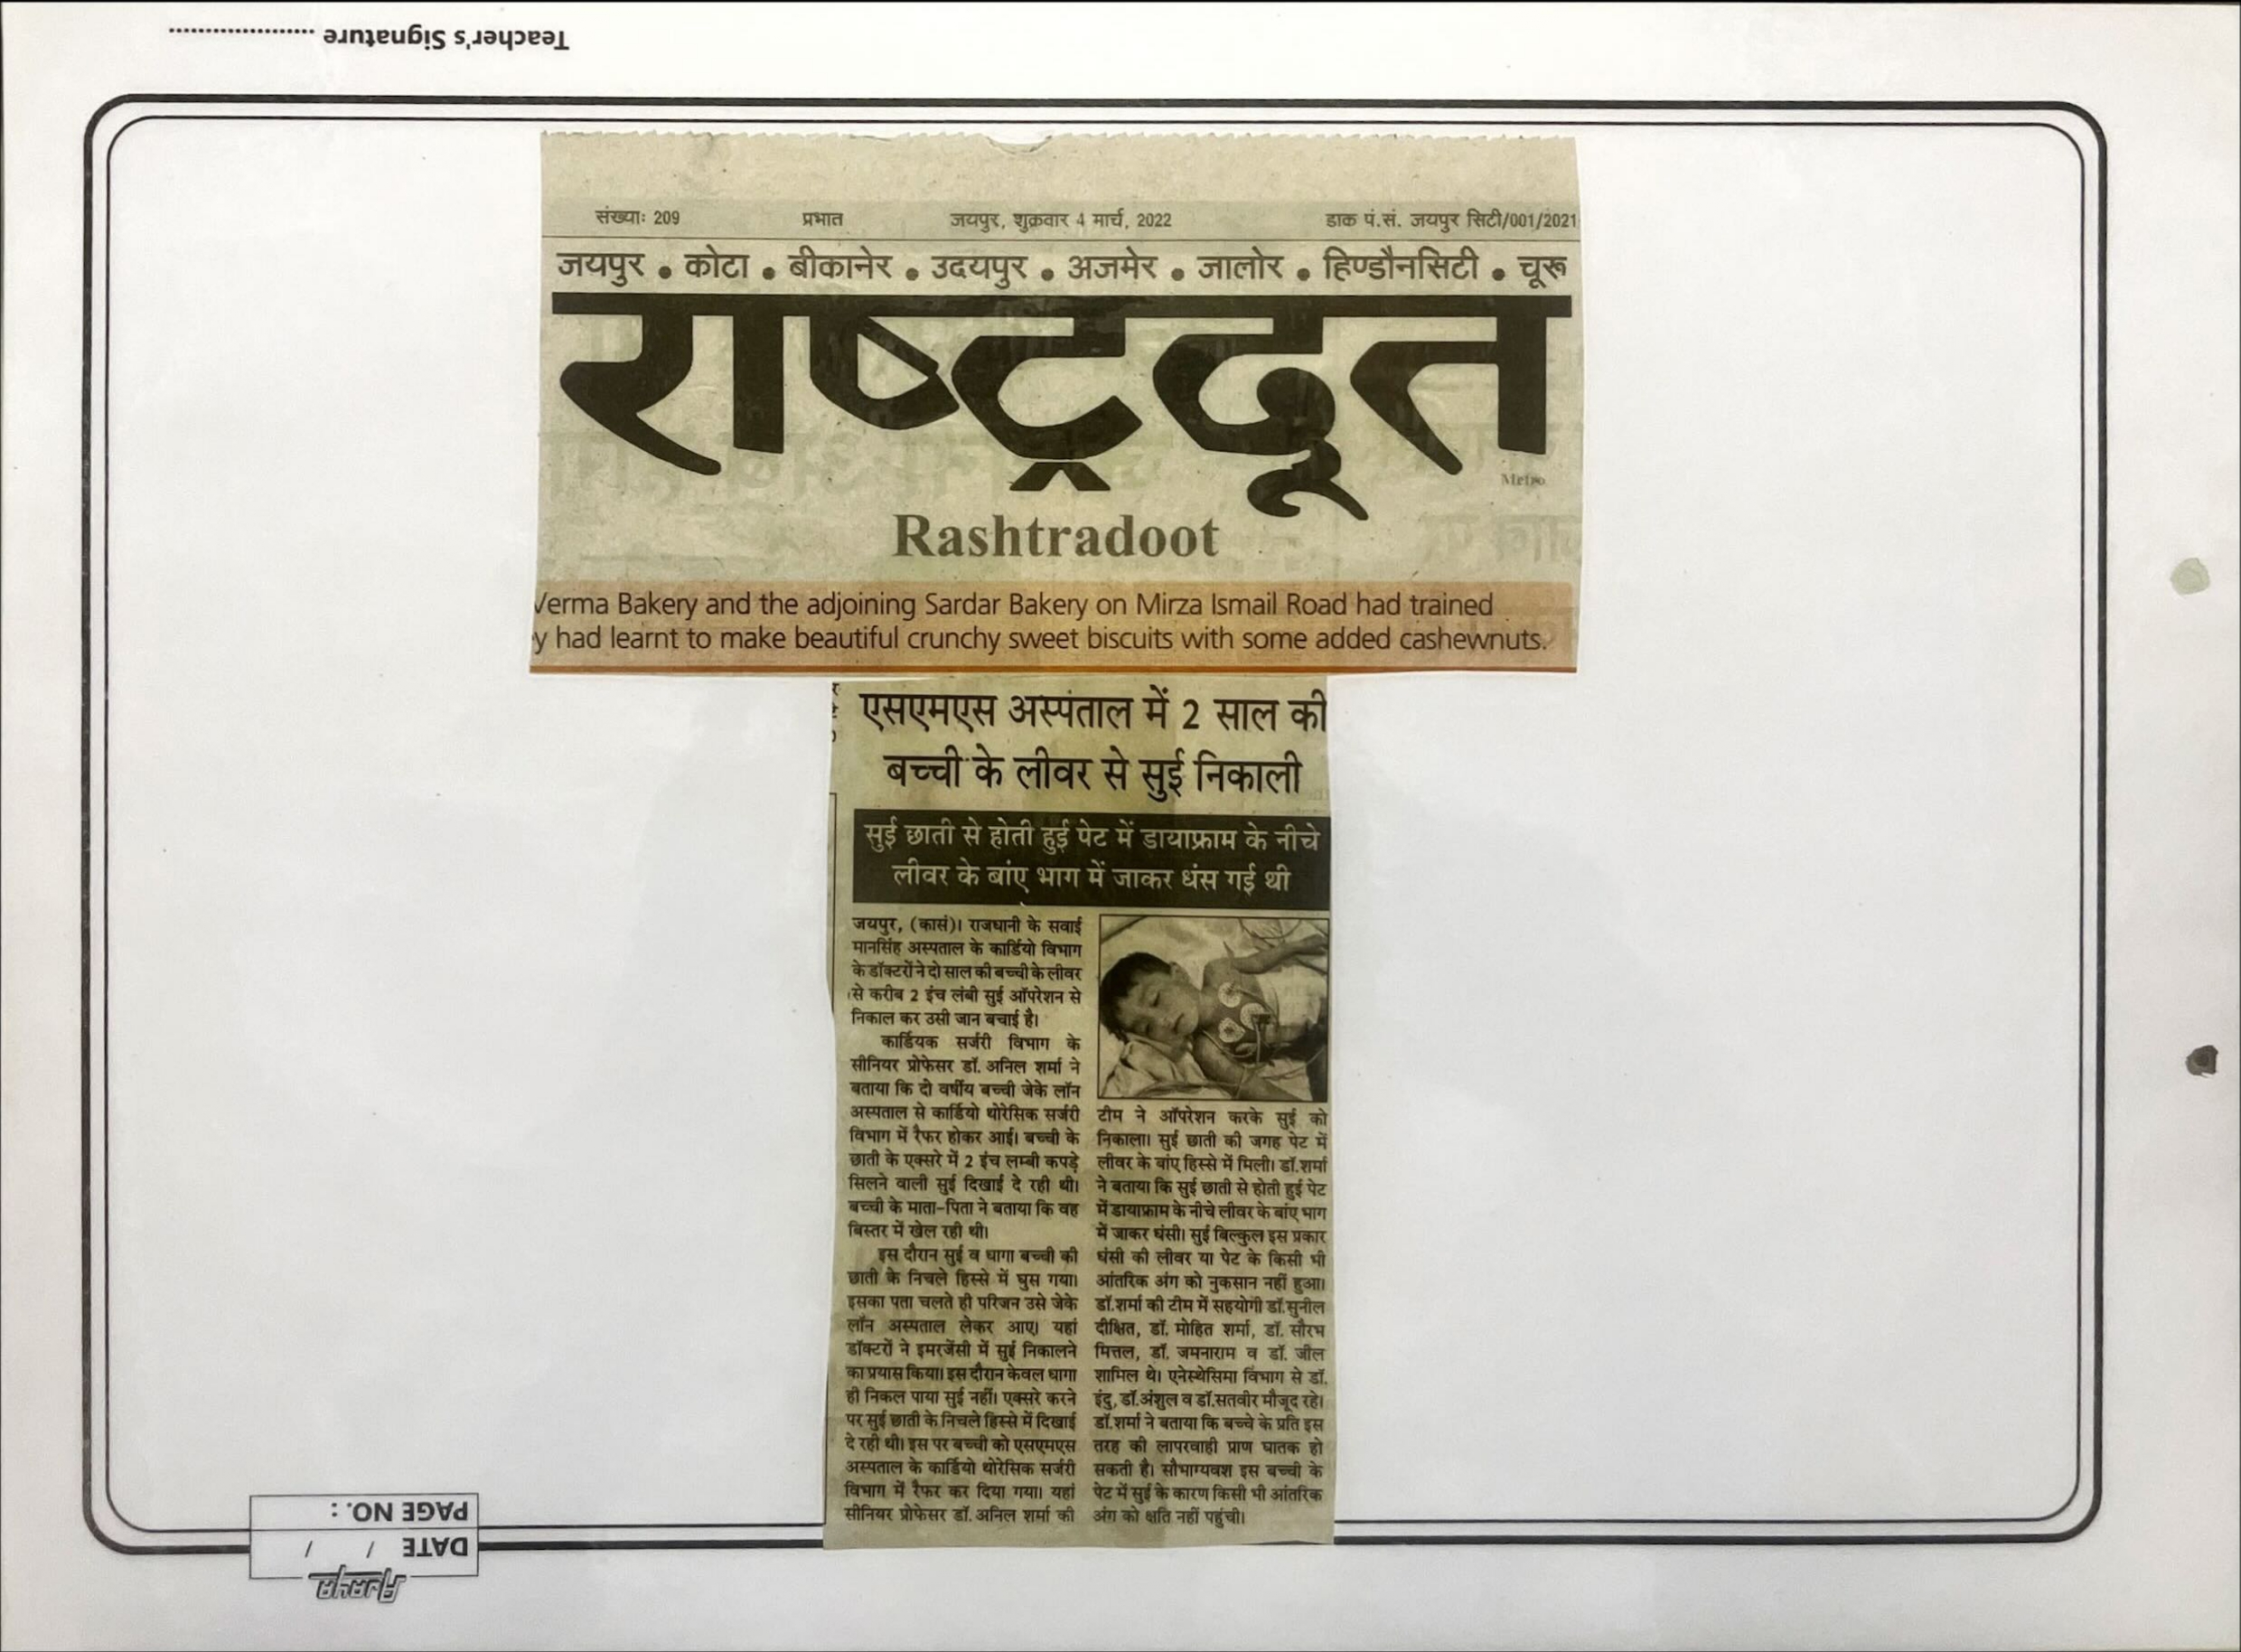 Teacher's Signature .....................
संख्याः 209 प्रभात जयपुर, शुक्रवार 4 मार्च, 2022 डाक पं.सं. जयपुर सिटी/001/2021
जयपुर • कोटा • बीकानेर • उदयपुर • अजमेर • जालोर • हिण्डौनसिटी • चूरू
राष्ट्रदूत
Metro
Rashtradoot
Verma Bakery and the adjoining Sardar Bakery on Mirza Ismail Road had trained
y had learnt to make beautiful crunchy sweet biscuits with some added cashewnuts.
एसएमएस अस्पताल में 2 साल की
बच्ची के लीवर से सुई निकाली
सुई छाती से होती हुई पेट में डायाफ्राम के नीचे
लीवर के बांए भाग में जाकर धंस गई थी
जयपुर, (कासं)। राजधानी के सवाई
मानसिंह अस्पताल के कार्डियो विभाग
के डॉक्टरों ने दो साल की बच्ची के लीवर
से करीब 2 इंच लंबी सुई ऑपरेशन से
निकाल कर उसी जान बचाई है।
कार्डियक सर्जरी विभाग के
सीनियर प्रोफेसर डॉ. अनिल शर्मा ने
बताया कि दो वर्षीय बच्ची जेके लॉन
अस्पताल से कार्डियो थोरेसिक सर्जरी
विभाग में रैफर होकर आई। बच्ची के
छाती के एक्सरे में 2 इंच लम्बी कपड़े
सिलने वाली सुई दिखाई दे रही थी।
बच्ची के माता-पिता ने बताया कि वह
बिस्तर में खेल रही थी।
इस दौरान सुई व धागा बच्ची की
छाती के निचले हिस्से में घुस गया।
इसका पता चलते ही परिजन उसे जेके
लॉन अस्पताल लेकर आए। यहां
डॉक्टरों ने इमरजेंसी में सुई निकालने
का प्रयास किया। इस दौरान केवल धागा
ही निकल पाया सुई नहीं। एक्सरे करने
पर सुई छाती के निचले हिस्से में दिखाई
दे रही थी। इस पर बच्ची को एसएमएस
अस्पताल के कार्डियो थोरेसिक सर्जरी
विभाग में रैफर कर दिया गया। यहां
सीनियर प्रोफेसर डॉ. अनिल शर्मा की
टीम ने ऑपरेशन करके सुई को
निकाला। सुई छाती की जगह पेट में
लीवर के बांए हिस्से में मिली। डॉ.शर्मा
ने बताया कि सुई छाती से होती हुई पेट
में डायाफ्राम के नीचे लीवर के बांए भाग
में जाकर धंसी। सुई बिल्कुल इस प्रकार
धंसी की लीवर या पेट के किसी भी
आंतरिक अंग को नुकसान नहीं हुआ।
डॉ.शर्मा की टीम में सहयोगी डॉ.सुनील
दीक्षित, डॉ. मोहित शर्मा, डॉ. सौरभ
मित्तल, डॉ. जमनाराम व डॉ. जील
शामिल थे। एनेस्थेसिमा विभाग से डॉ.
इंदु, डॉ.अंशुल व डॉ.सतवीर मौजूद रहे।
डॉ.शर्मा ने बताया कि बच्चे के प्रति इस
तरह की लापरवाही प्राण घातक हो
सकती है। सौभाग्यवश इस बच्ची के
पेट में सुई के कारण किसी भी आंतरिक
अंग को क्षति नहीं पहुंची।
PAGE NO. :
DATE / /